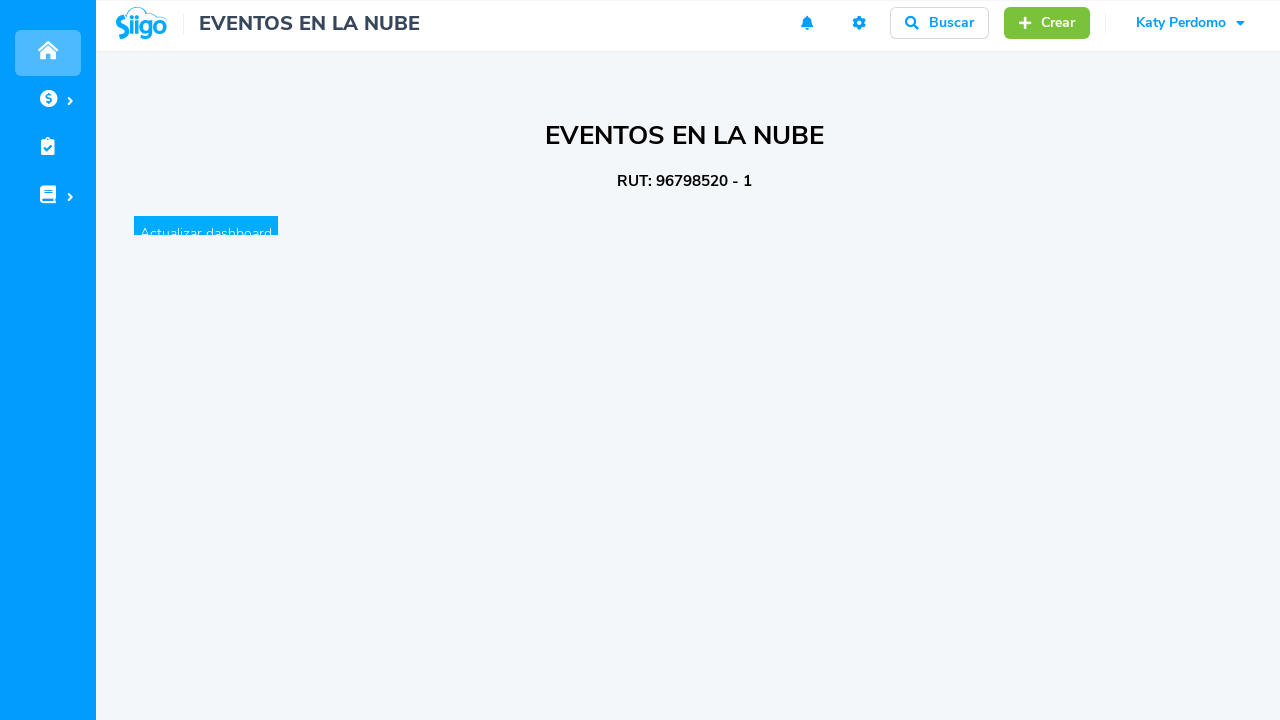 Siigo
EVENTOS EN LA NUBE
Buscar
Crear
Katy Perdomo
EVENTOS EN LA NUBE
RUT: 96798520 - 1
Actualizar dashboard